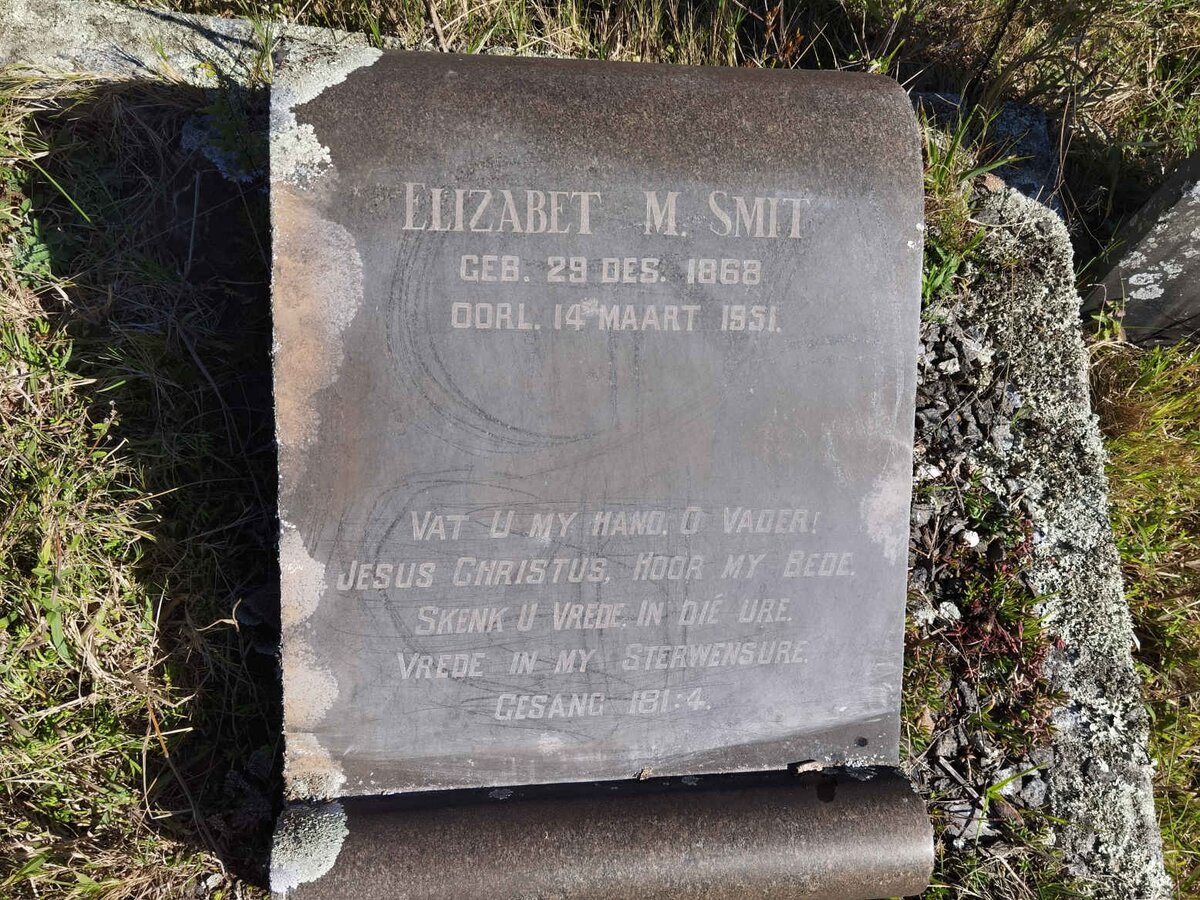 ELIZABET M. SMIT
GEB. 29 DES. 1868
OORL. 14 MAART 1951.
VAT U MY HAND, O VADER!
JESUS CHRISTUS, HOOR MY BEDE.
SKENK U VREDE, IN DIÉ URE.
VREDE IN MY STERWENSURE.
GESANG 181:4.